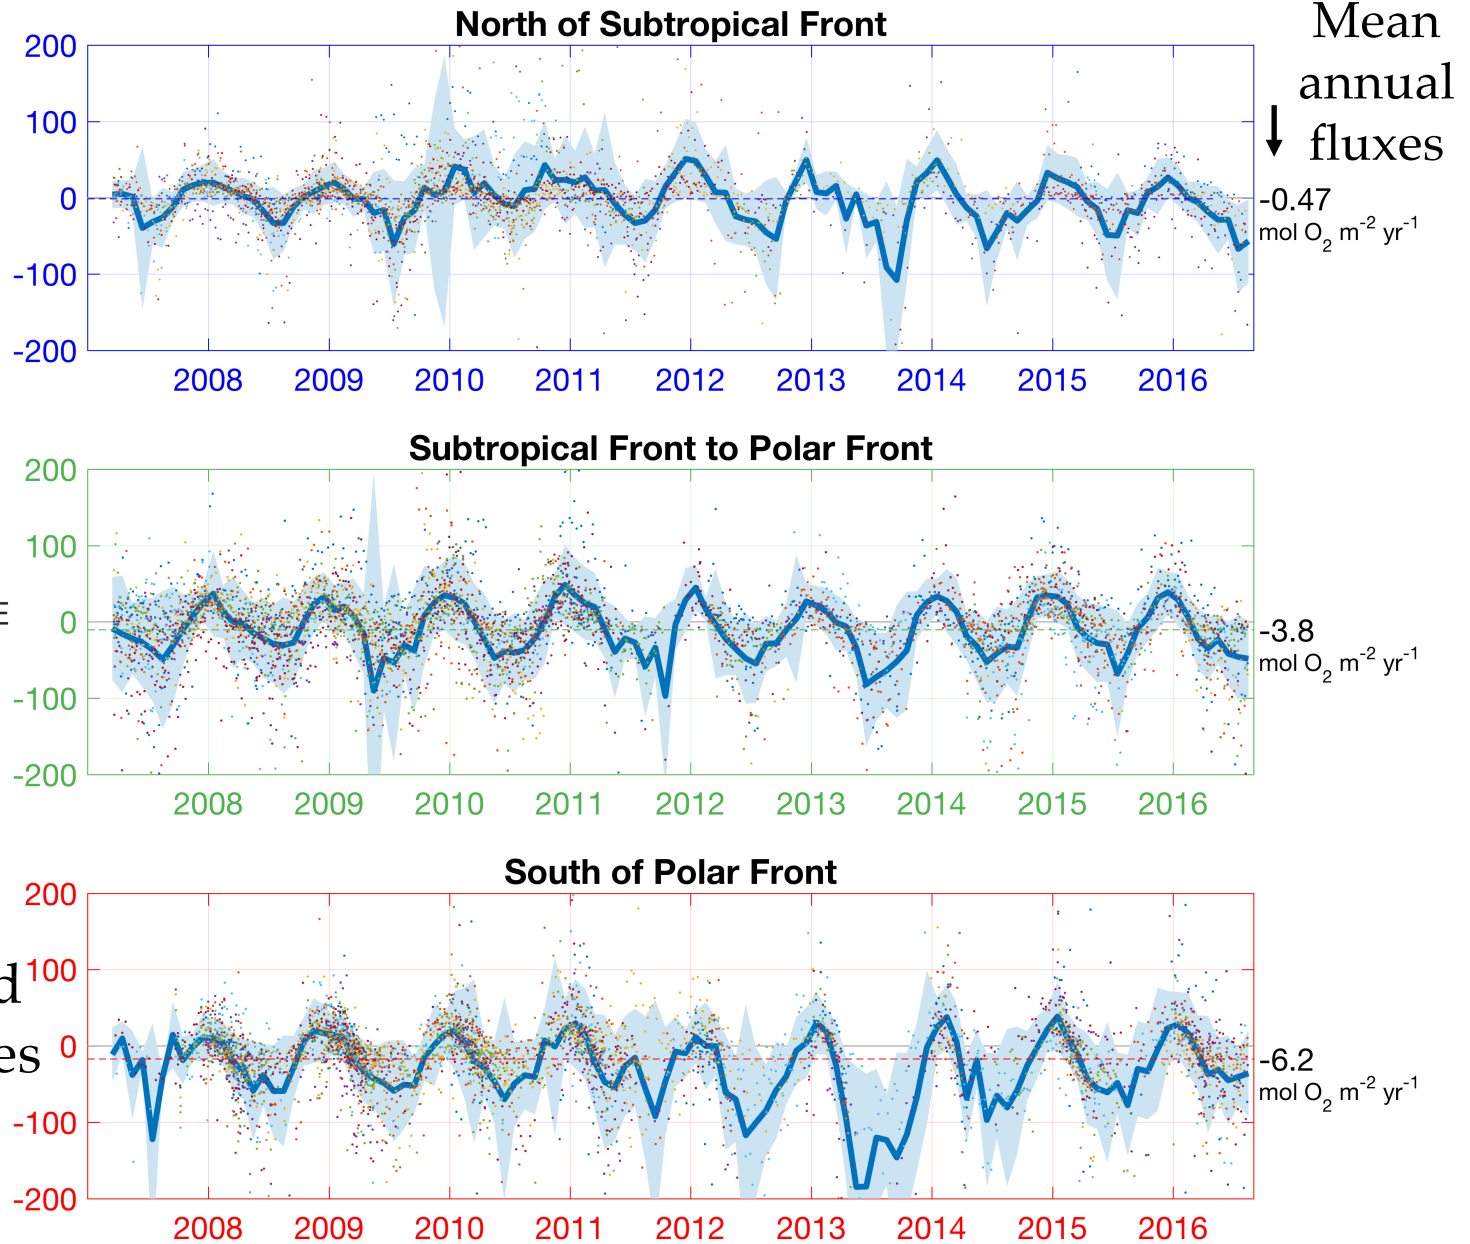 North of Subtropical Front
Mean
annual
fluxes
200
100
0
-100
-200
2008 2009 2010 2011 2012 2013 2014 2015 2016
-0.47
mol O2 m-2 yr-1
Subtropical Front to Polar Front
200
100
0
-100
-200
2008 2009 2010 2011 2012 2013 2014 2015 2016
-3.8
mol O2 m-2 yr-1
E
South of Polar Front
200
100
0
-100
-200
2008 2009 2010 2011 2012 2013 2014 2015 2016
-6.2
mol O2 m-2 yr-1
d
es